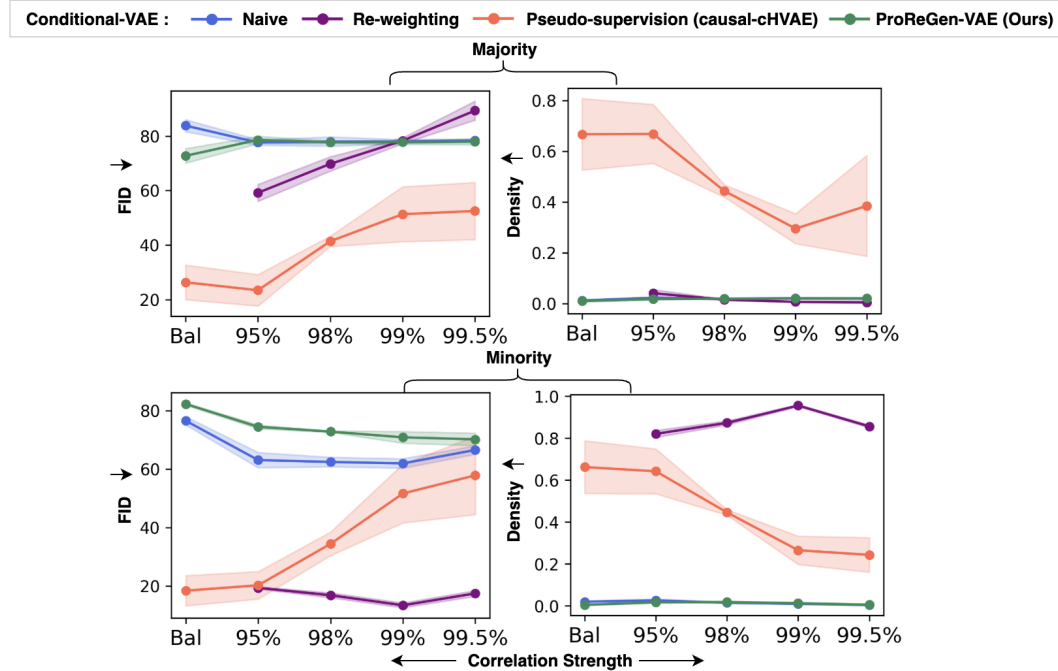 Conditional-VAE : Naive Re-weighting Pseudo-supervision (causal-cHVAE) ProReGen-VAE (Ours)
Majority
80
60
40
20
FID
Bal 95% 98% 99% 99.5%
0.8
0.6
0.4
0.2
0.0
Density
Bal 95% 98% 99% 99.5%
Minority
80
60
40
20
FID
Bal 95% 98% 99% 99.5%
1.0
0.8
0.6
0.4
0.2
0.0
Density
Bal 95% 98% 99% 99.5%
Correlation Strength